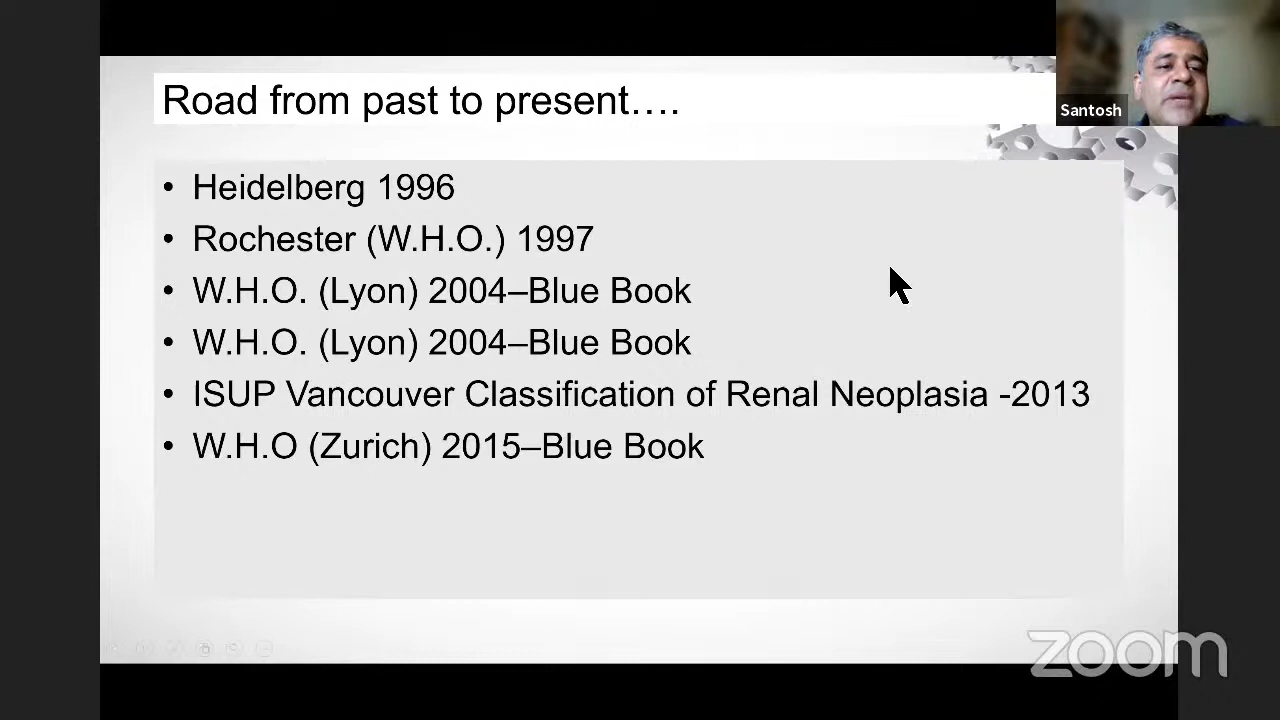 Road from past to present….
Santosh
• Heidelberg 1996
• Rochester (W.H.O.) 1997
• W.H.O. (Lyon) 2004–Blue Book
• W.H.O. (Lyon) 2004–Blue Book
• ISUP Vancouver Classification of Renal Neoplasia -2013
• W.H.O (Zurich) 2015–Blue Book
zoom